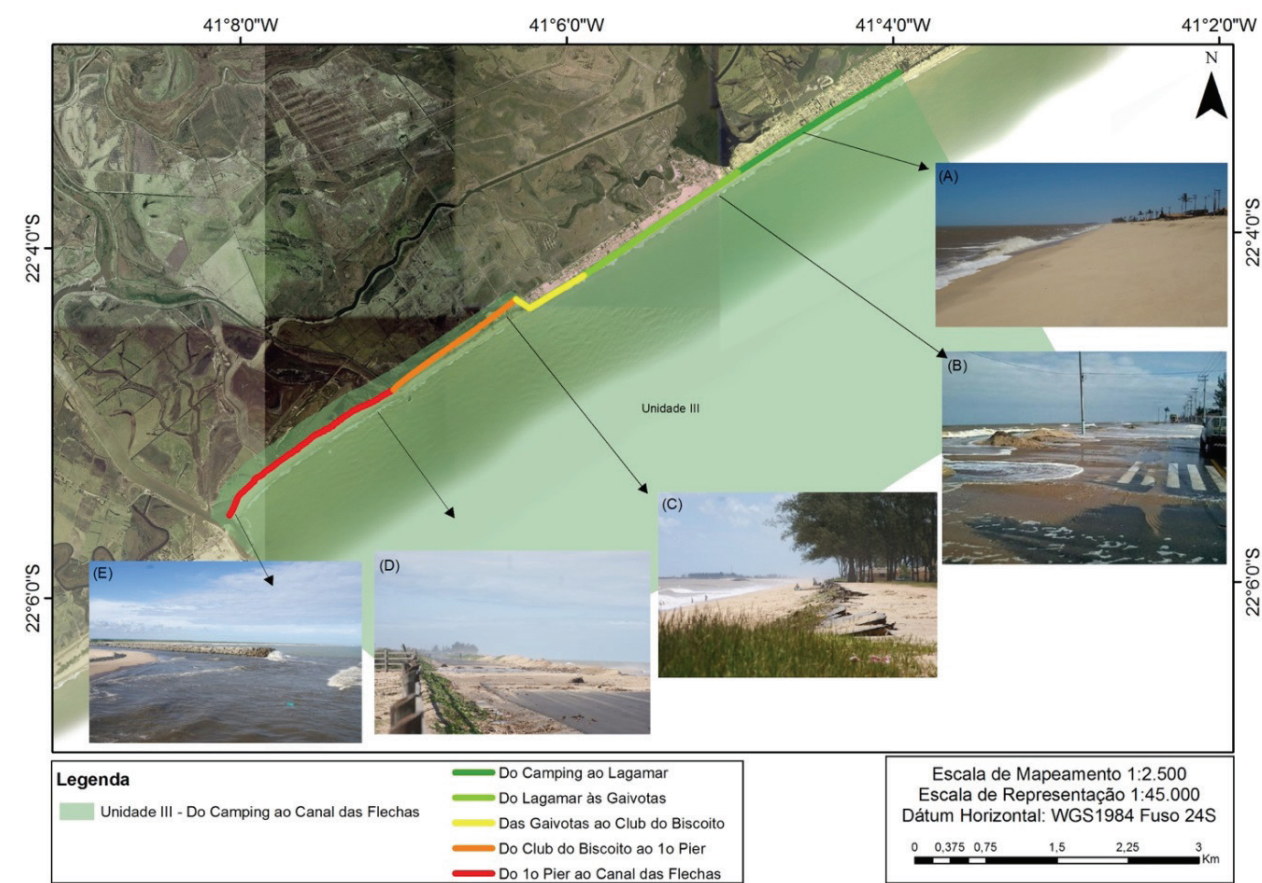 41°8'0"W 41°6'0"W 41°4'0"W 41°2'0"W
N
(A)
22°4'0"S 22°4'0"S
(B)
Unidade III
(C)
(D)
(E)
22°6'0"S 22°6'0"S
Legenda
Unidade III - Do Camping ao Canal das Flechas
Do Camping ao Lagamar
Do Lagamar às Gaivotas
Das Gaivotas ao Club do Biscoito
Do Club do Biscoito ao 1o Pier
Do 1o Pier ao Canal das Flechas
Escala de Mapeamento 1:2.500
Escala de Representação 1:45.000
Dátum Horizontal: WGS1984 Fuso 24S
0 0,375 0,75 1,5 2,25 3
Km